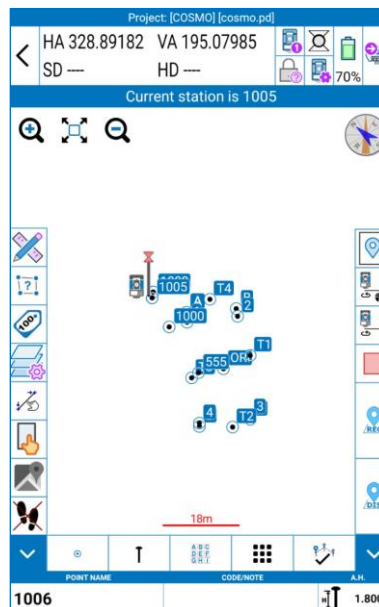 Project: [COSMO] [cosmo.pd]
HA 328.89182 VA 195.07985
SD ---- HD ----
70%
Current station is 1005
1005
T4
A
2
1000
T1
555
4
T2
3
100+
18m
A B C
D E F
G H I
POINT NAME CODE/NOTE A.H.
1006 1.800